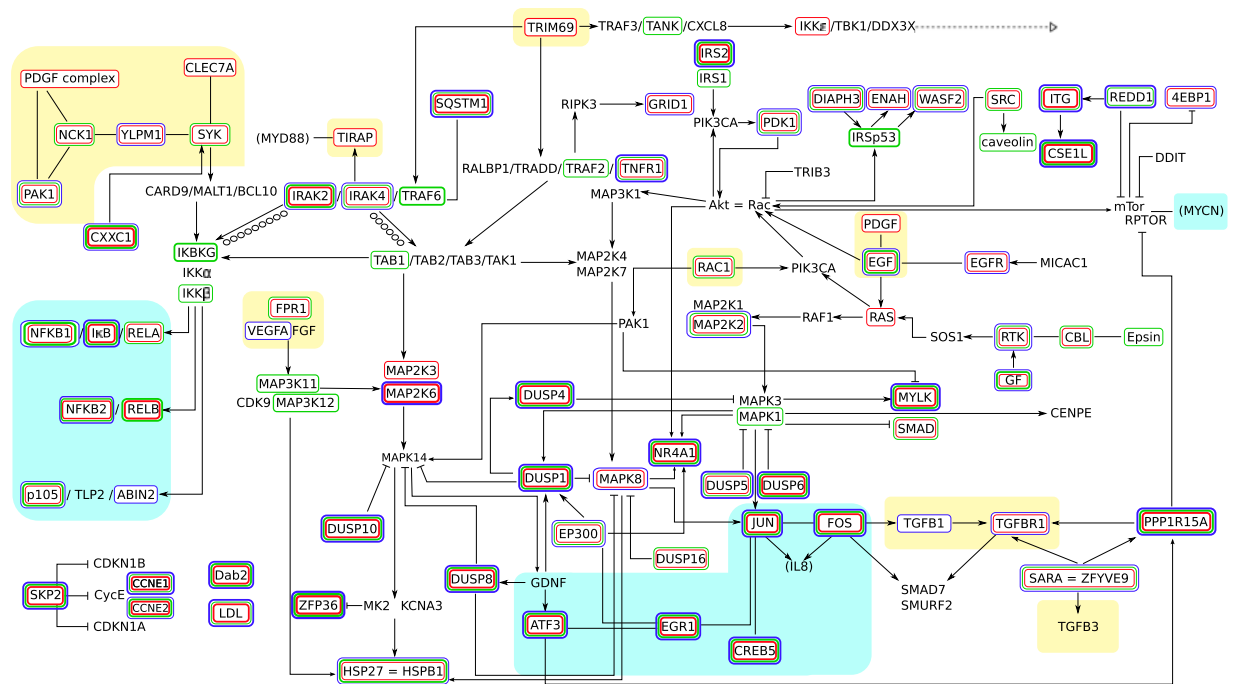 TRIM69
TRAF3/ TANK /CXCL8
IKKε /TBK1/DDX3X
IRS2
IRS1
PDGF complex
CLEC7A
NCK1
YLPM1
SYK
PAK1
CXXC1
CARD9/MALT1/BCL10
(MYD88)
TIRAP
SQSTM1
RIPK3
GRID1
PIK3CA
PDK1
DIAPH3
ENAH
WASF2
IRSp53
SRC
caveolin
ITG
REDD1
4EBP1
CSE1L
DDIT
RALBP1/TRADD/ TRAF2 / TNFR1
IRAK2 / IRAK4 / TRAF6
MAP3K1
TRIB3
Akt = Rac
mTor
RPTOR
(MYCN)
IKBKG
IKKα
IKKβ
TAB1 /TAB2/TAB3/TAK1
MAP2K4
MAP2K7
RAC1
PIK3CA
PDGF
EGF
EGFR
MICAC1
NFKB1 / IκB / RELA
FPR1
VEGFA FGF
PAK1
MAP2K1
MAP2K2
RAF1
RAS
SOS1
RTK
CBL
Epsin
GF
MAP3K11
CDK9 MAP3K12
MAP2K3
MAP2K6
NFKB2 / RELB
DUSP4
MAPK3
MAPK1
MYLK
CENPE
SMAD
NR4A1
MAPK14
DUSP1
MAPK8
DUSP5
DUSP6
p105 / TLP2 / ABIN2
DUSP10
EP300
JUN
FOS
TGFB1
TGFBR1
PPP1R15A
DUSP16
(IL8)
CDKN1B
SKP2
CycE
CCNE1
CCNE2
CDKN1A
Dab2
LDL
DUSP8
GDNF
SARA = ZFYVE9
SMAD7
SMURF2
TGFB3
ZFP36
MK2
KCNA3
ATF3
EGR1
CREB5
HSP27 = HSPB1